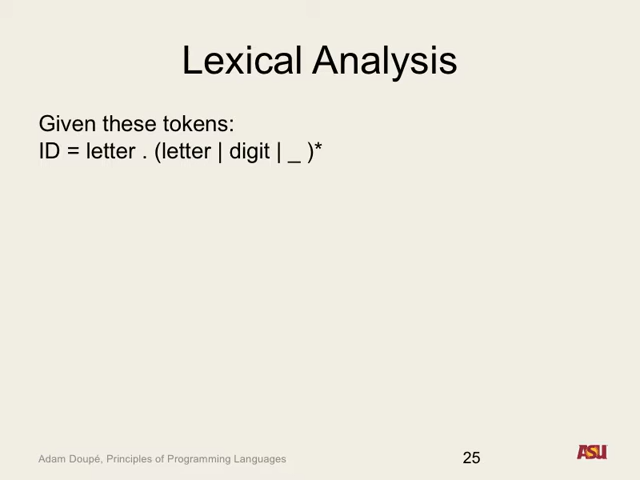 Lexical Analysis
Given these tokens:
ID = letter . (letter | digit | _ )*
Adam Doupé, Principles of Programming Languages
25
ASU